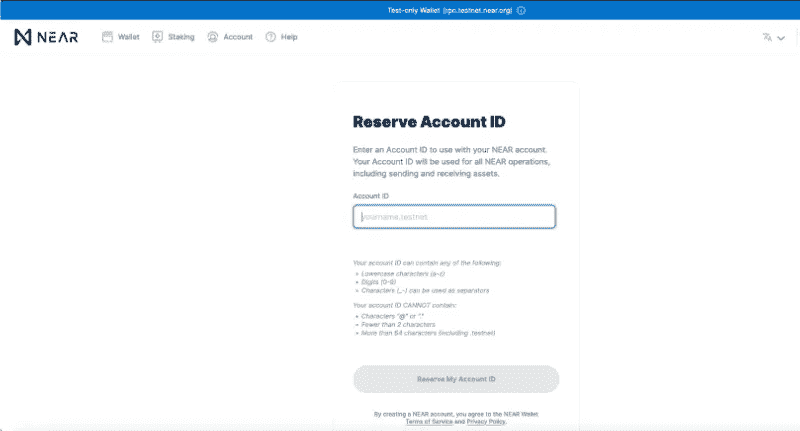 Test-only Wallet (rpc.testnet.near.org)
NEAR Wallet Staking Account Help
Reserve Account ID
Enter an Account ID to use with your NEAR account.
Your Account ID will be used for all NEAR operations,
including sending and receiving assets.
Account ID
yourname.testnet
Your account ID can contain any of the following:
• Lowercase characters (a-z)
• Digits (0-9)
• Characters (_-) can be used as separators
Your account ID CANNOT contain:
• Characters "@" or "."
• Fewer than 2 characters
• More than 64 characters (including .testnet)
Reserve My Account ID
By creating a NEAR account, you agree to the NEAR Wallet
Terms of Service and Privacy Policy.